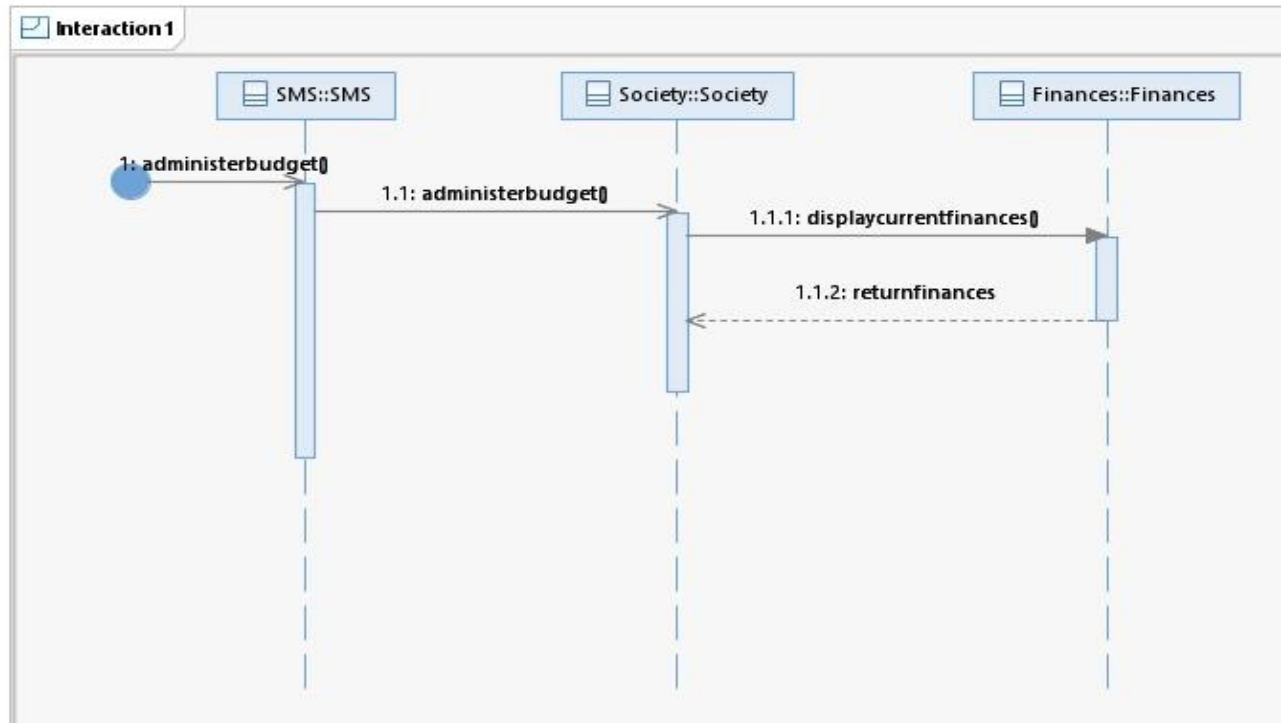 Interaction1
SMS::SMS
Society::Society
Finances::Finances
1: administerbudget()
1.1: administerbudget()
1.1.1: displaycurrentfinances()
1.1.2: returnfinances